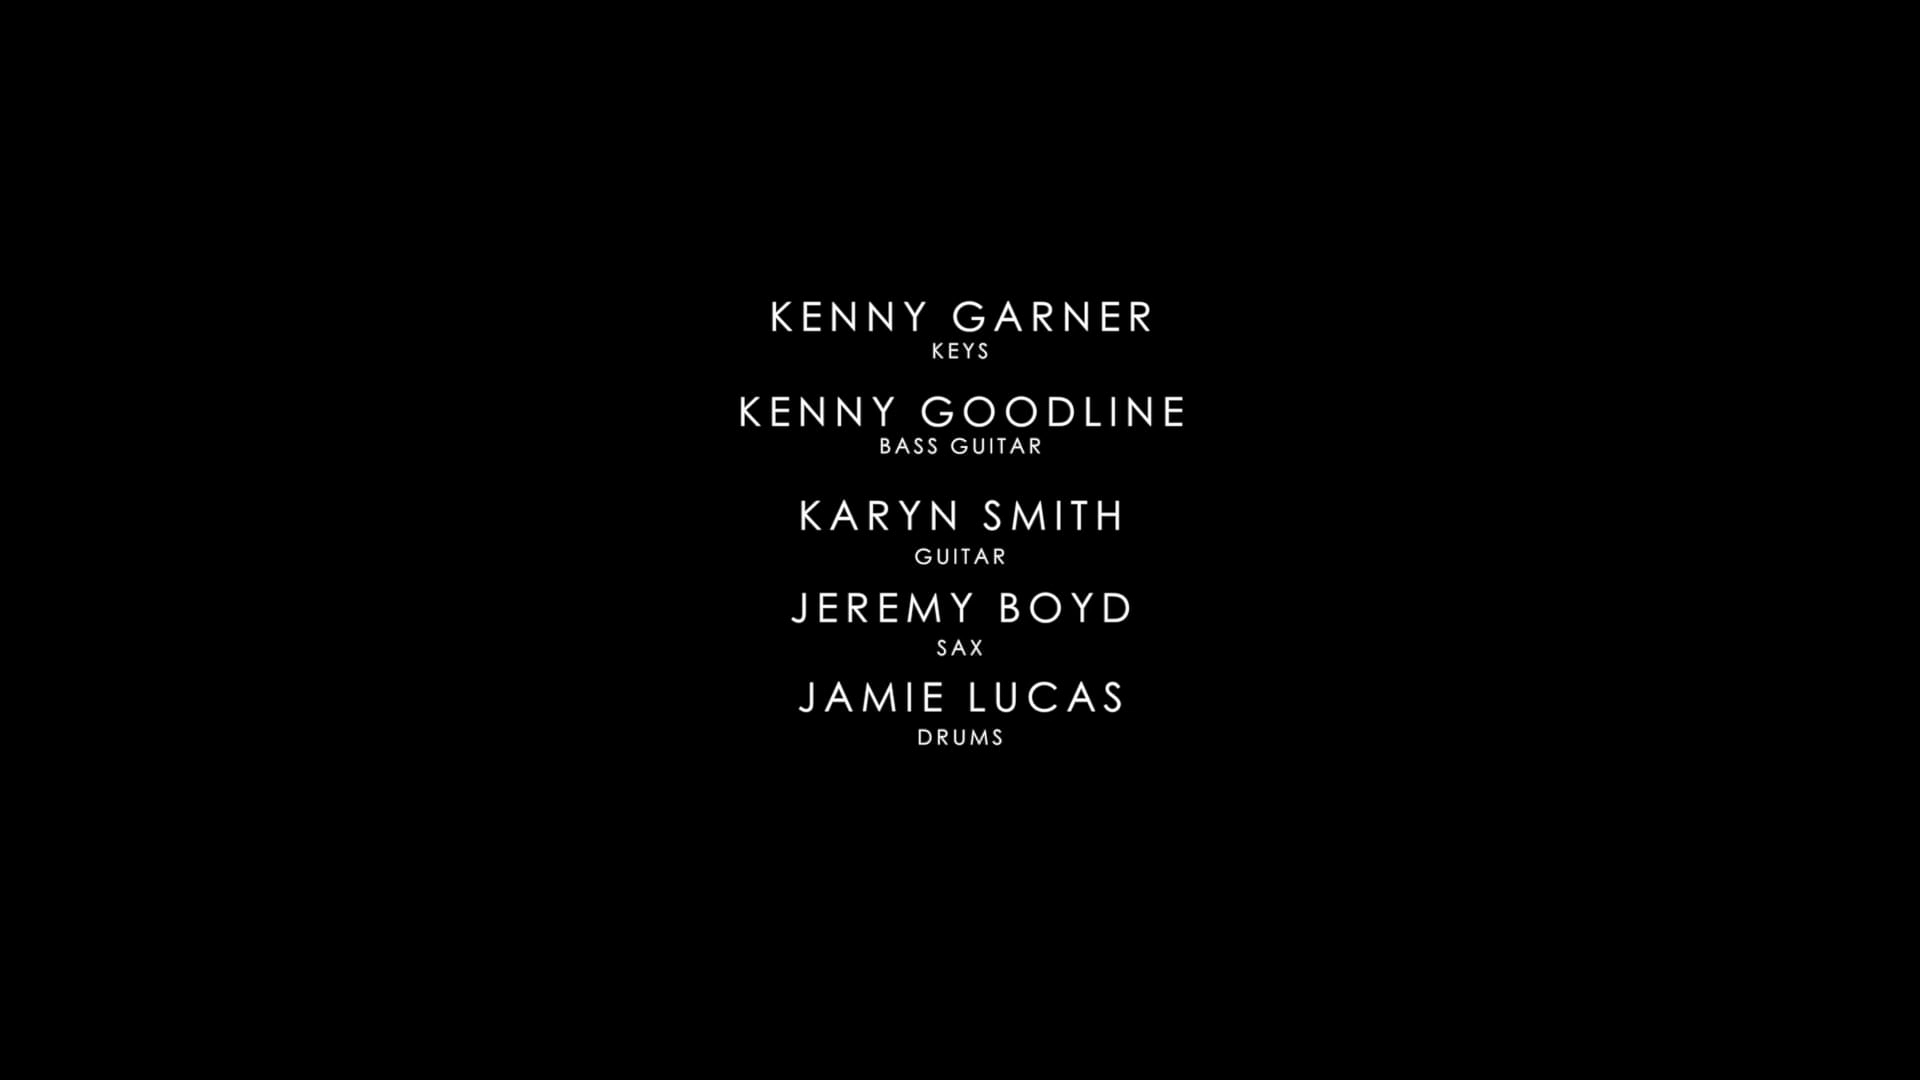 KENNY GARNER
KEYS
KENNY GOODLINE
BASS GUITAR
KARYN SMITH
GUITAR
JEREMY BOYD
SAX
JAMIE LUCAS
DRUMS